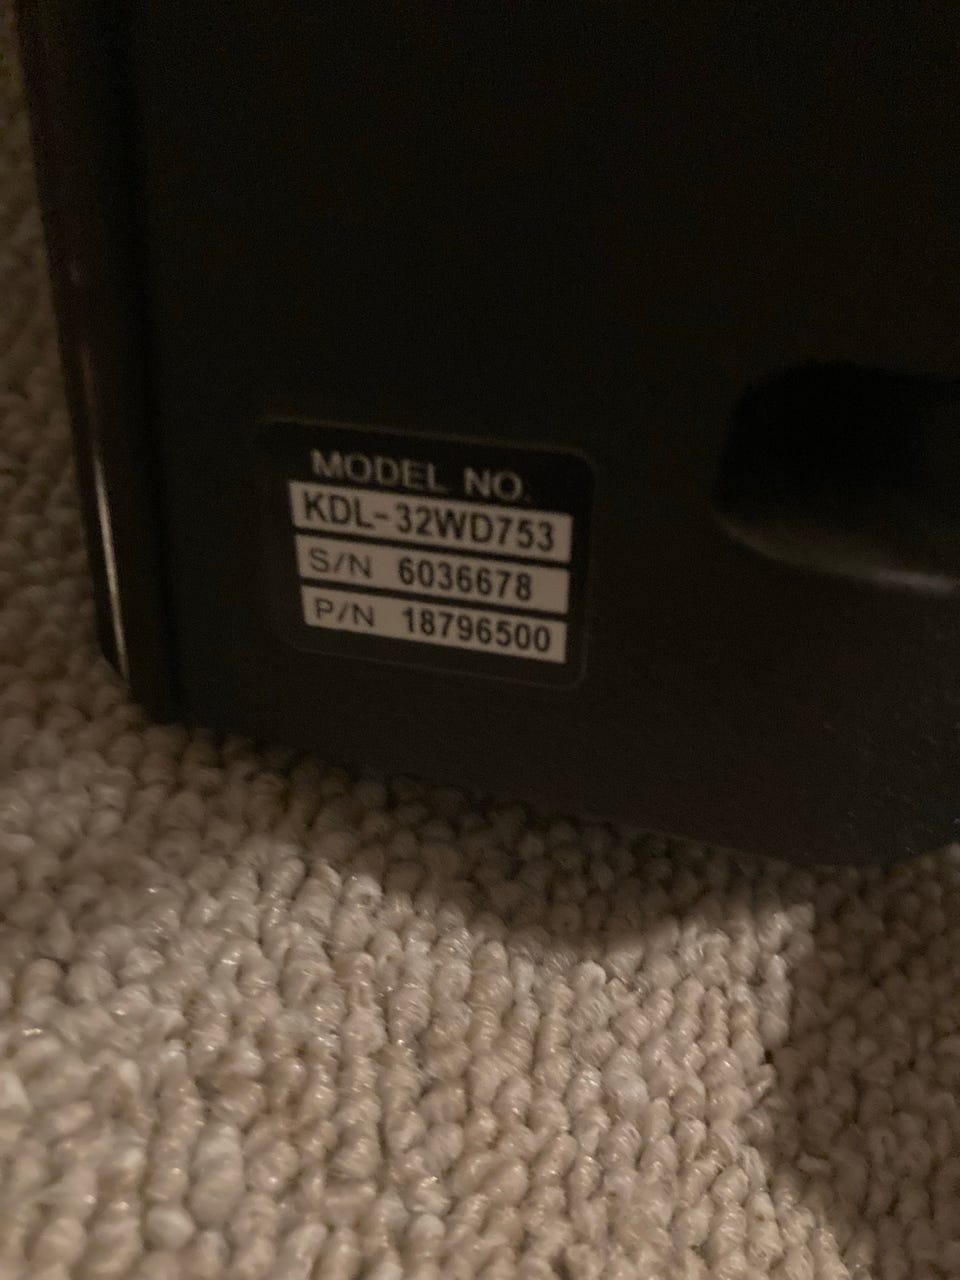 MODEL NO.
KDL-32WD753
S/N 6036678
P/N 18796500